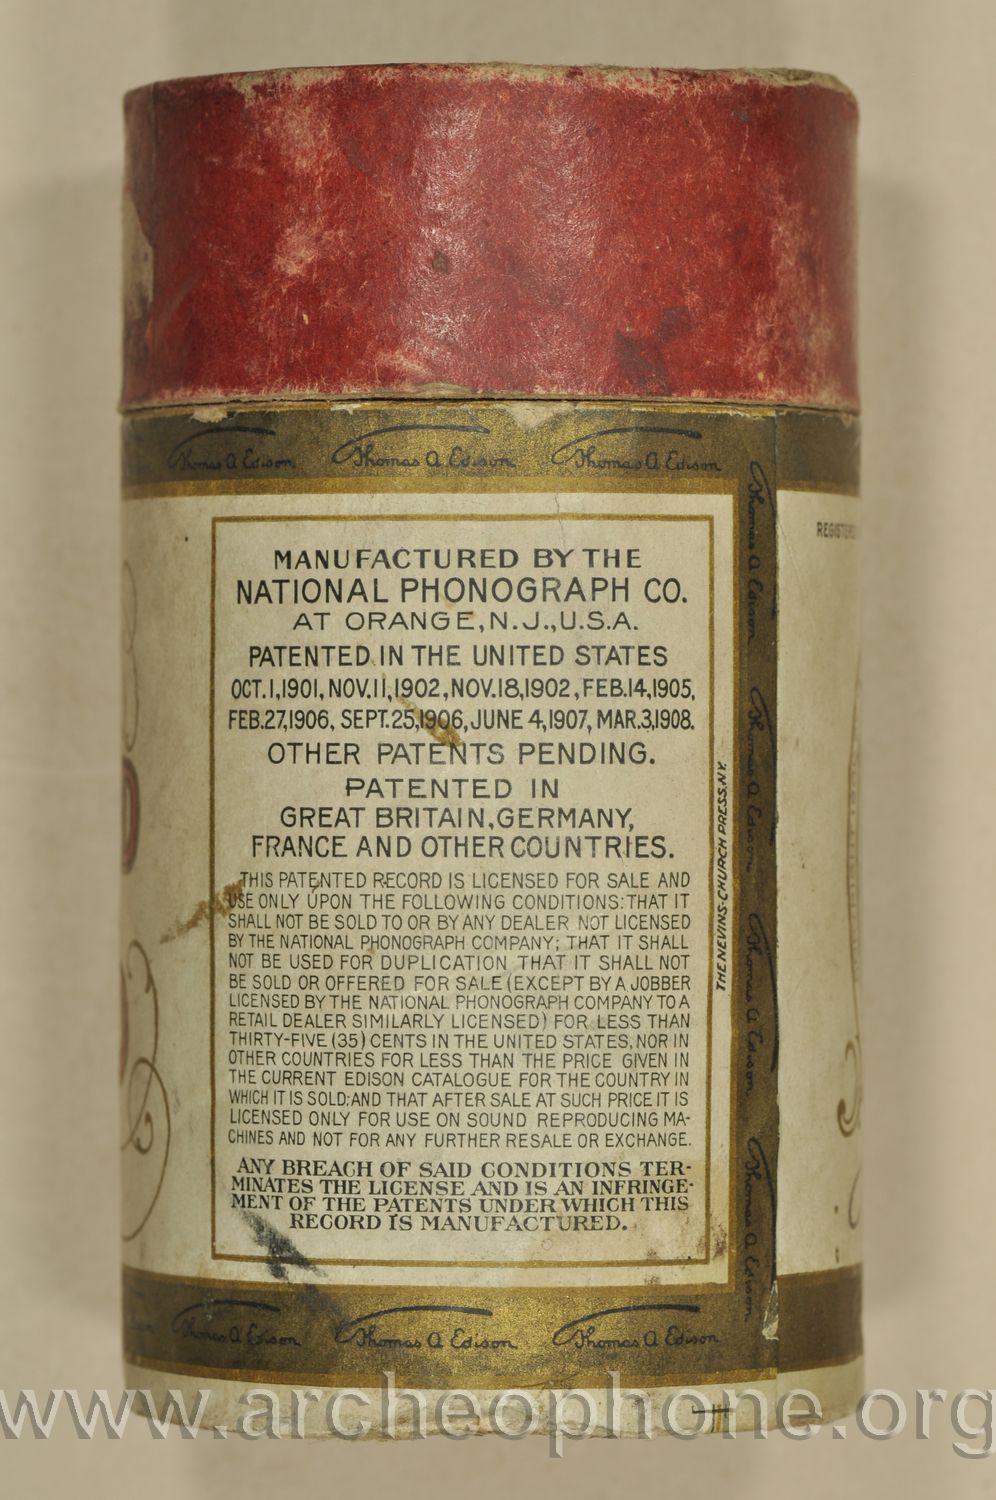 Thomas A Edison Thomas A Edison Thomas A Edison
REGISTERED
MANUFACTURED BY THE
NATIONAL PHONOGRAPH CO.
AT ORANGE, N.J., U.S.A.
PATENTED IN THE UNITED STATES
OCT.1,1901, NOV.11,1902, NOV.18,1902, FEB.14,1905,
FEB.27,1906, SEPT.25,1906, JUNE 4,1907, MAR.3,1908.
OTHER PATENTS PENDING.
PATENTED IN
GREAT BRITAIN, GERMANY,
FRANCE AND OTHER COUNTRIES.
THIS PATENTED RECORD IS LICENSED FOR SALE AND
USE ONLY UPON THE FOLLOWING CONDITIONS: THAT IT
SHALL NOT BE SOLD TO OR BY ANY DEALER NOT LICENSED
BY THE NATIONAL PHONOGRAPH COMPANY; THAT IT SHALL
NOT BE USED FOR DUPLICATION THAT IT SHALL NOT
BE SOLD OR OFFERED FOR SALE (EXCEPT BY A JOBBER
LICENSED BY THE NATIONAL PHONOGRAPH COMPANY TO A
RETAIL DEALER SIMILARLY LICENSED) FOR LESS THAN
THIRTY-FIVE (35) CENTS IN THE UNITED STATES, NOR IN
OTHER COUNTRIES FOR LESS THAN THE PRICE GIVEN IN
THE CURRENT EDISON CATALOGUE FOR THE COUNTRY IN
WHICH IT IS SOLD; AND THAT AFTER SALE AT SUCH PRICE IT IS
LICENSED ONLY FOR USE ON SOUND REPRODUCING MA-
CHINES AND NOT FOR ANY FURTHER RESALE OR EXCHANGE.
ANY BREACH OF SAID CONDITIONS TER-
MINATES THE LICENSE AND IS AN INFRINGE-
MENT OF THE PATENTS UNDER WHICH THIS
RECORD IS MANUFACTURED.
THE NEVINS-CHURCH PRESS, N.Y.
Thomas A Edison Thomas A Edison Thomas A Edison Thomas A Edison
Thomas A Edison Thomas A Edison Thomas A Edison
www.archeophone.org